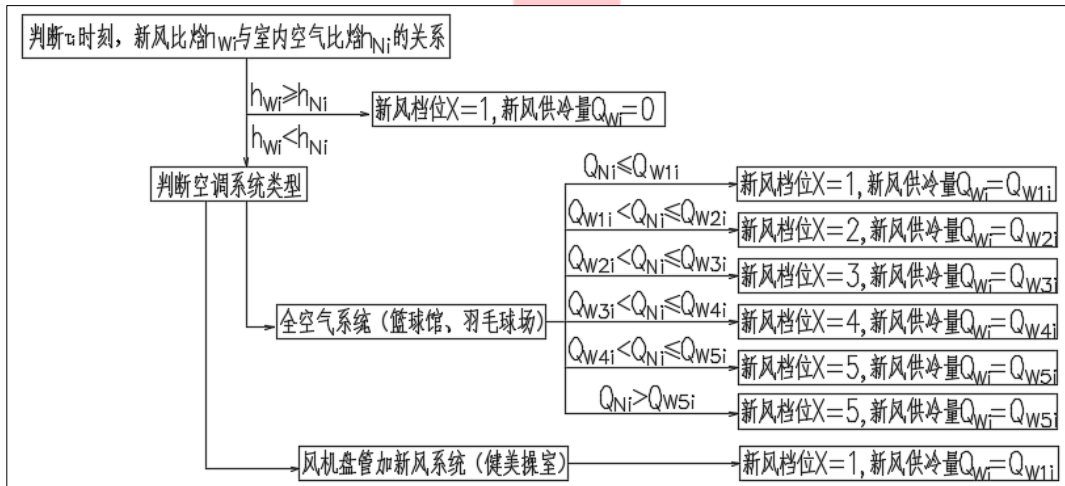 判断τi时刻，新风比焓hWi与室内空气比焓hNi的关系
hWi≥hNi
新风档位X=1,新风供冷量QWi=0
hWi<hNi
判断空调系统类型
QNi≤QW1i
新风档位X=1,新风供冷量QWi=QW1i
QW1i<QNi≤QW2i
新风档位X=2,新风供冷量QWi=QW2i
QW2i<QNi≤QW3i
新风档位X=3,新风供冷量QWi=QW3i
全空气系统（篮球馆、羽毛球场）
QW3i<QNi≤QW4i
新风档位X=4,新风供冷量QWi=QW4i
QW4i<QNi≤QW5i
新风档位X=5,新风供冷量QWi=QW5i
QNi>QW5i
新风档位X=5,新风供冷量QWi=QW5i
风机盘管加新风系统（健美操室）
新风档位X=1,新风供冷量QWi=QW1i